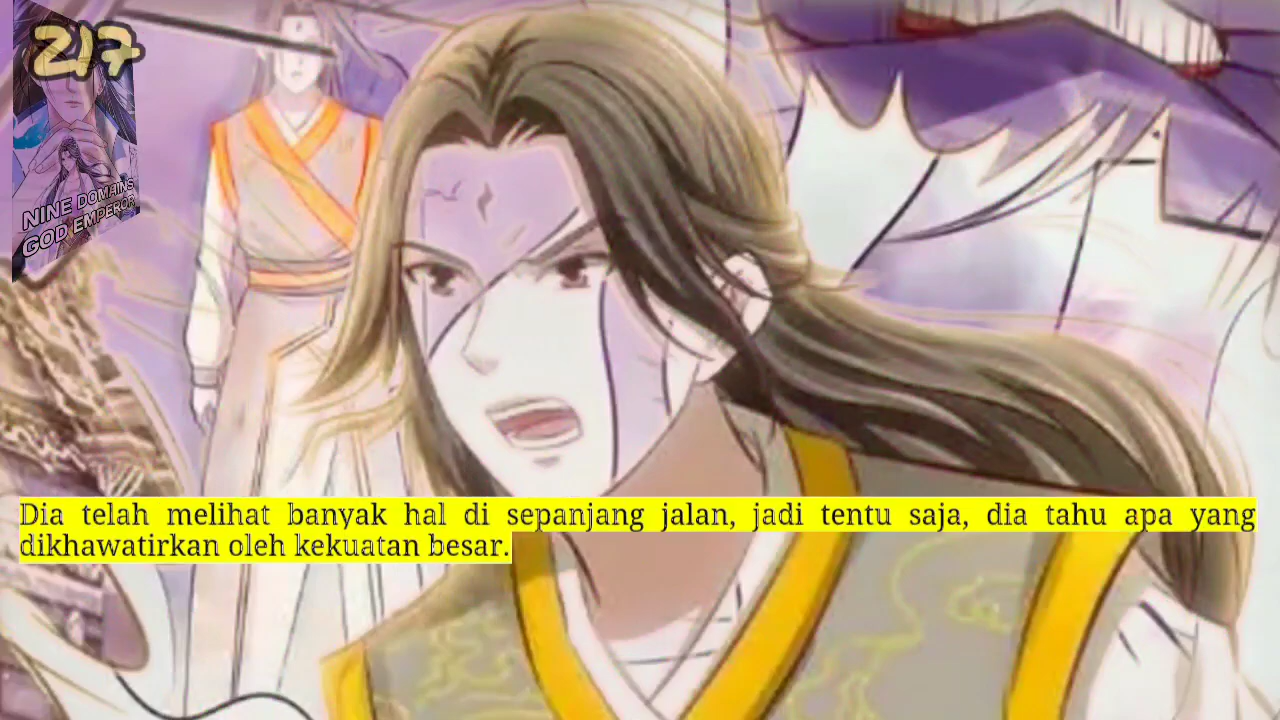 217
NINE DOMAINS
GOD EMPEROR
Dia telah melihat banyak hal di sepanjang jalan, jadi tentu saja, dia tahu apa yang
dikhawatirkan oleh kekuatan besar.